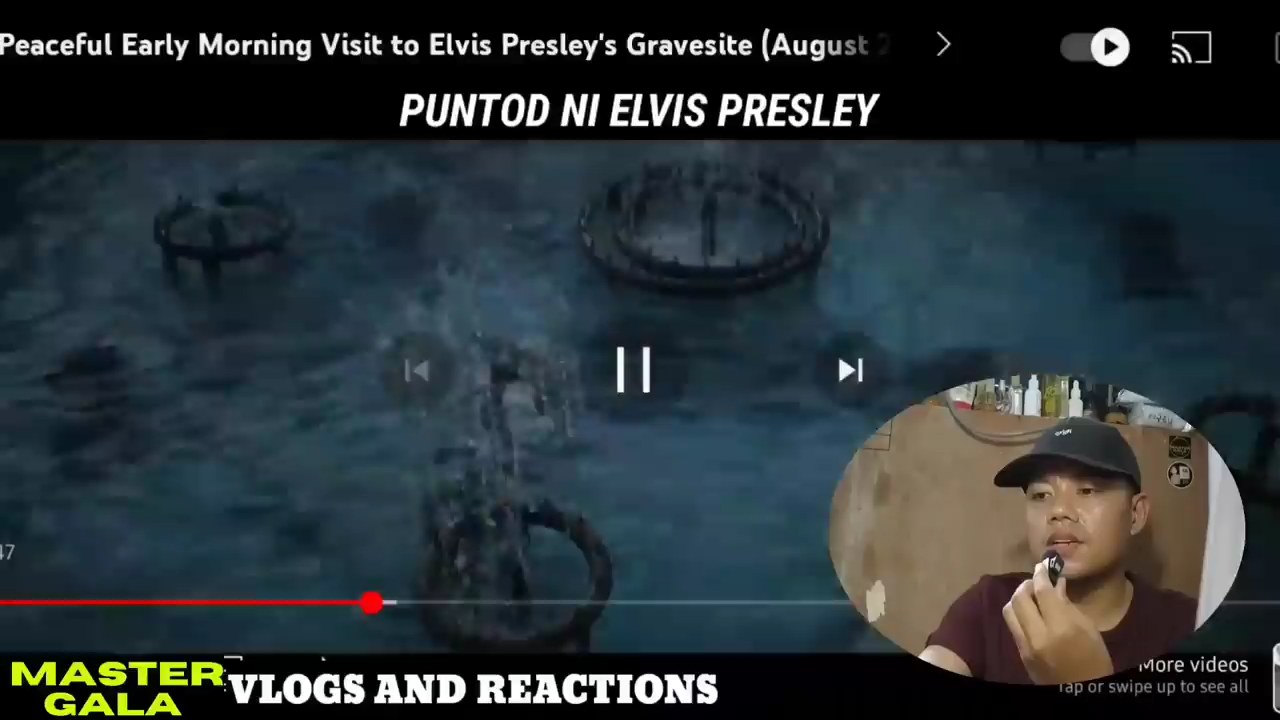 Peaceful Early Morning Visit to Elvis Presley's Gravesite (August
PUNTOD NI ELVIS PRESLEY
47
MASTER GALA
VLOGS AND REACTIONS
More videos
Tap or swipe up to see all